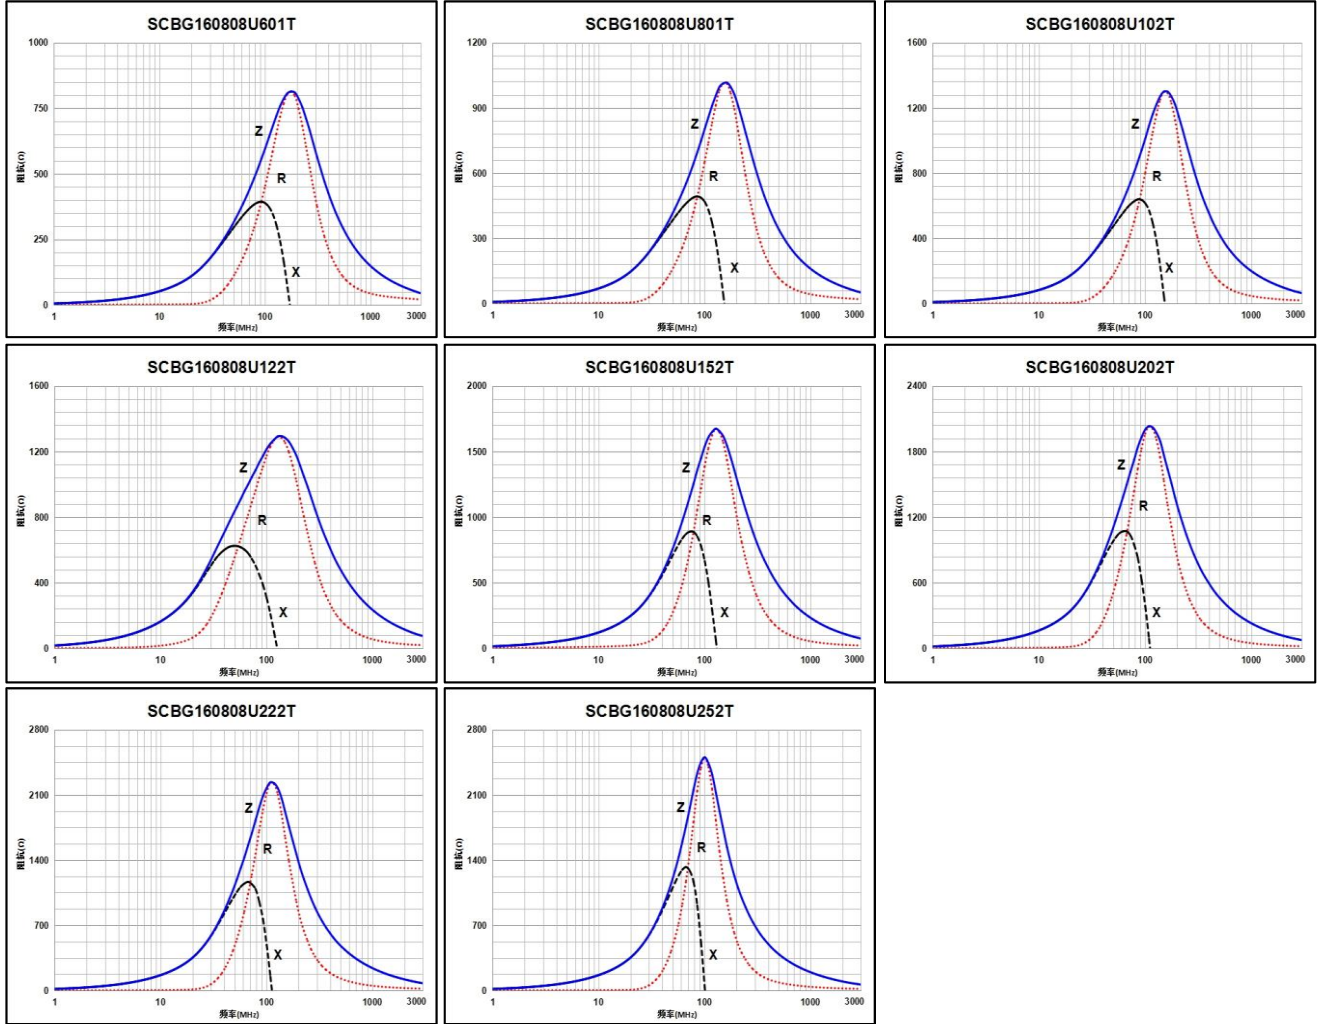 SCBG160808U601T
1000
750
500
250
0
阻抗(Ω)
Z
R
X
1
10
100
1000
3000
频率(MHz)
SCBG160808U801T
1200
900
600
300
0
阻抗(Ω)
Z
R
X
1
10
100
1000
3000
频率(MHz)
SCBG160808U102T
1600
1200
800
400
0
阻抗(Ω)
Z
R
X
1
10
100
1000
3000
频率(MHz)
SCBG160808U122T
1600
1200
800
400
0
阻抗(Ω)
Z
R
X
1
10
100
1000
3000
频率(MHz)
SCBG160808U152T
2000
1500
1000
500
0
阻抗(Ω)
Z
R
X
1
10
100
1000
3000
频率(MHz)
SCBG160808U202T
2400
1800
1200
600
0
阻抗(Ω)
Z
R
X
1
10
100
1000
3000
频率(MHz)
SCBG160808U222T
2800
2100
1400
700
0
阻抗(Ω)
Z
R
X
1
10
100
1000
3000
频率(MHz)
SCBG160808U252T
2800
2100
1400
700
0
阻抗(Ω)
Z
R
X
1
10
100
1000
3000
频率(MHz)